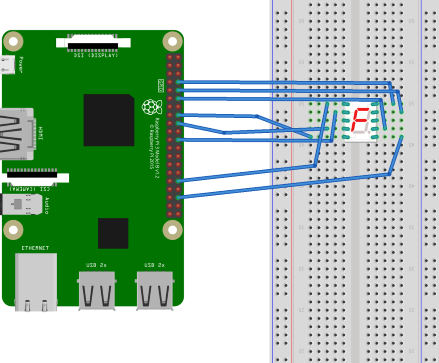 DSI (DISPLAY)
Power
GPIO
HDMI
Raspberry Pi 3 Model B v1.2
© Raspberry Pi 2015
CSI (CAMERA)
Audio
ETHERNET
USB 2x
USB 2x